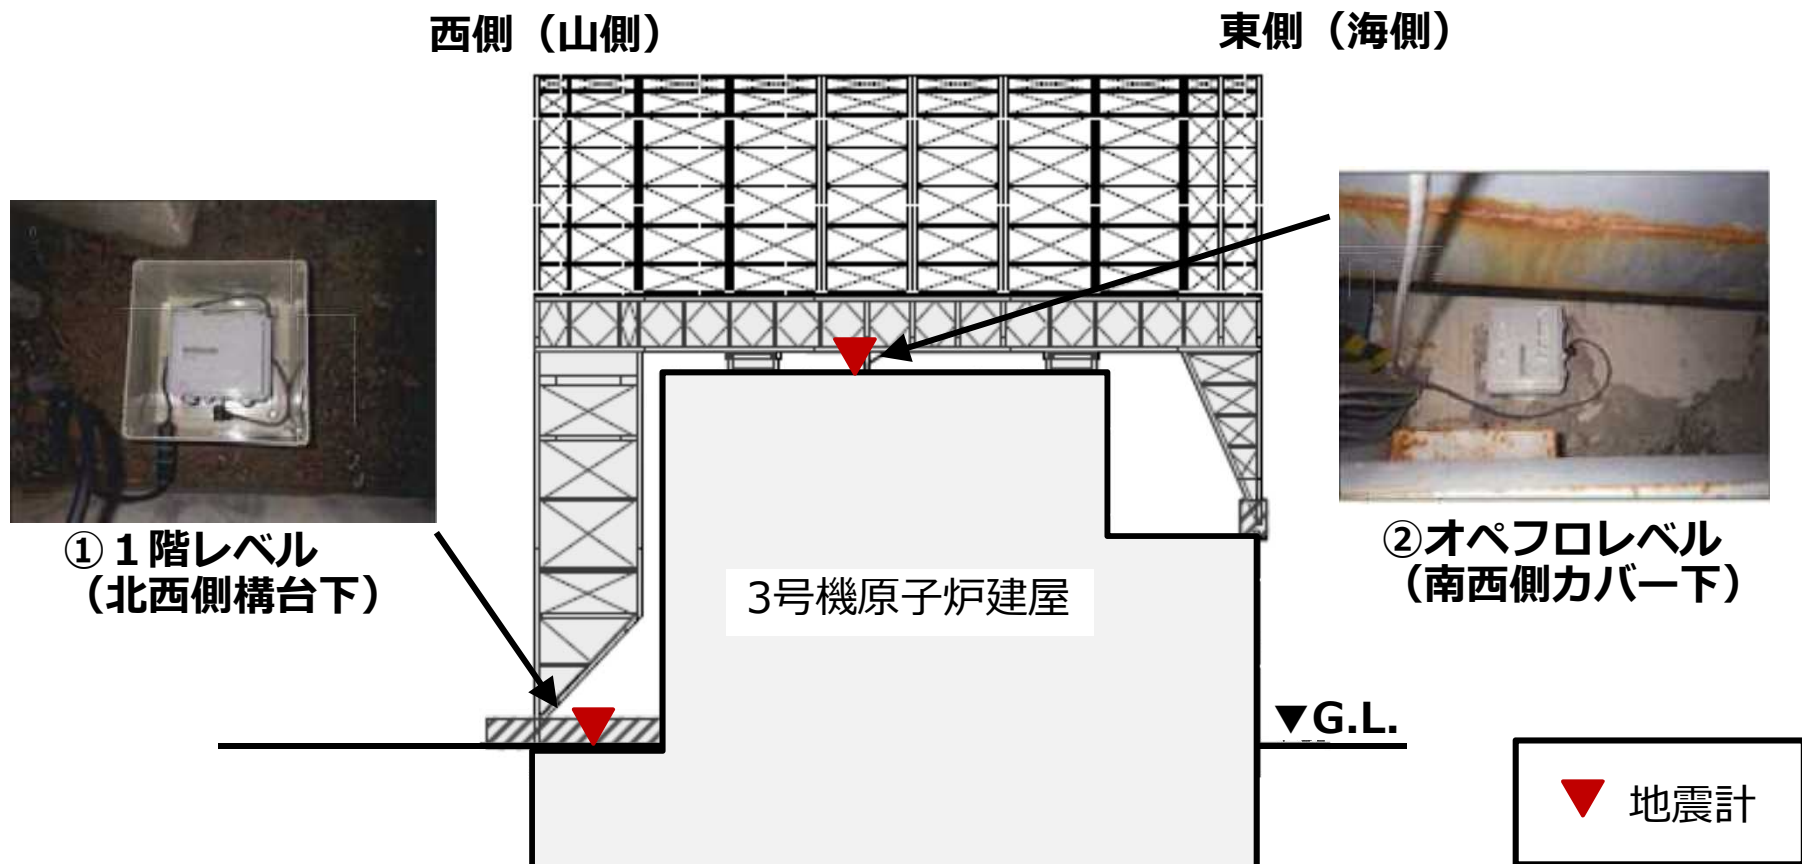 西側（山側）
東側（海側）
①１階レベル
（北西側構台下）
②オペフロレベル
（南西側カバー下）
3号機原子炉建屋
▼G.L.
地震計